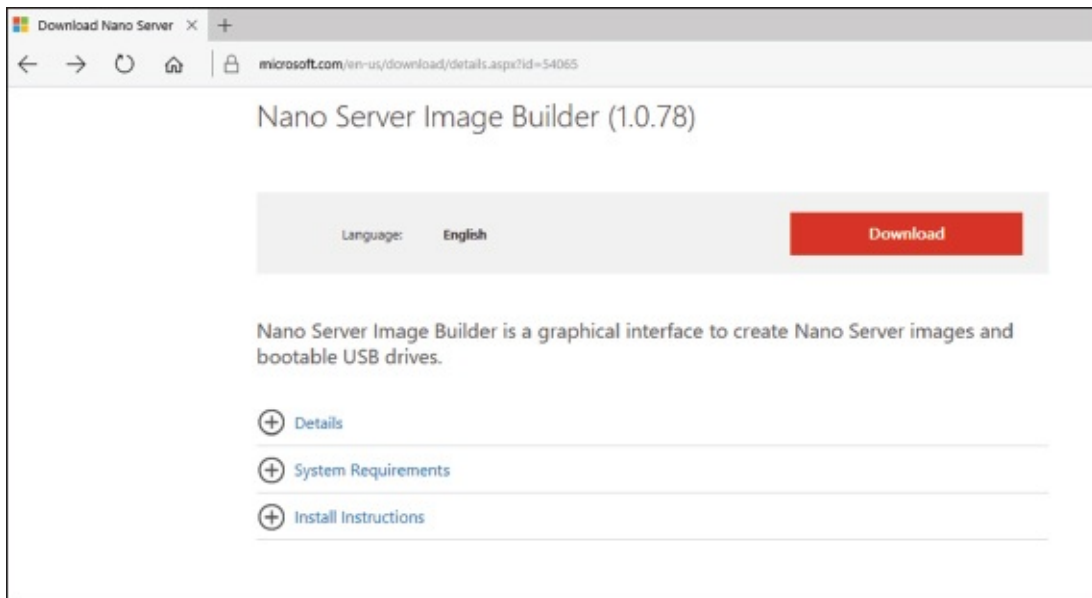 Download Nano Server
microsoft.com/en-us/download/details.aspx?id=54065
Nano Server Image Builder (1.0.78)
Language: English Download
Nano Server Image Builder is a graphical interface to create Nano Server images and
bootable USB drives.
Details
System Requirements
Install Instructions